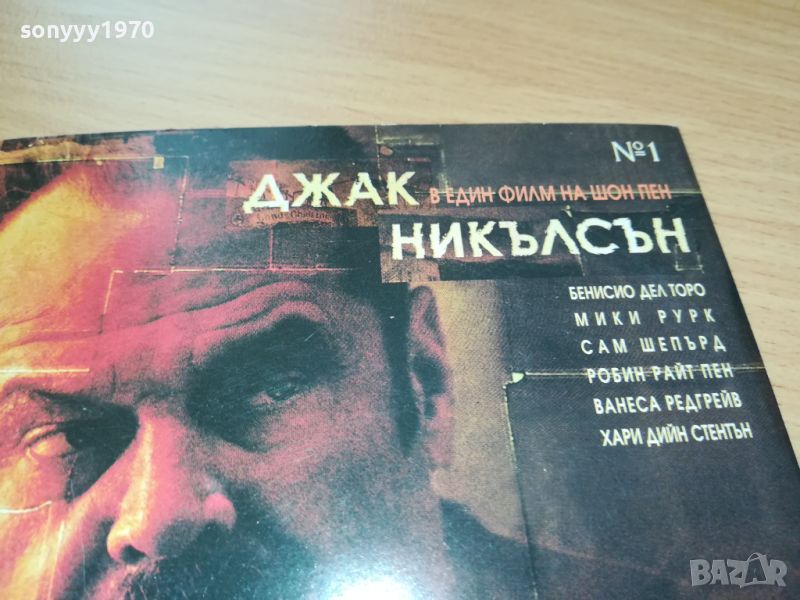 sonyyy1970
№1
ДЖАК В ЕДИН ФИЛМ НА ШОН ПЕН
НИКЪЛСЪН
БЕНИСИО ДЕЛ ТОРО
МИКИ РУРК
САМ ШЕПЪРД
РОБИН РАЙТ ПЕН
ВАНЕСА РЕДГРЕЙВ
ХАРИ ДИЙН СТЕНТЪН
BAZAR